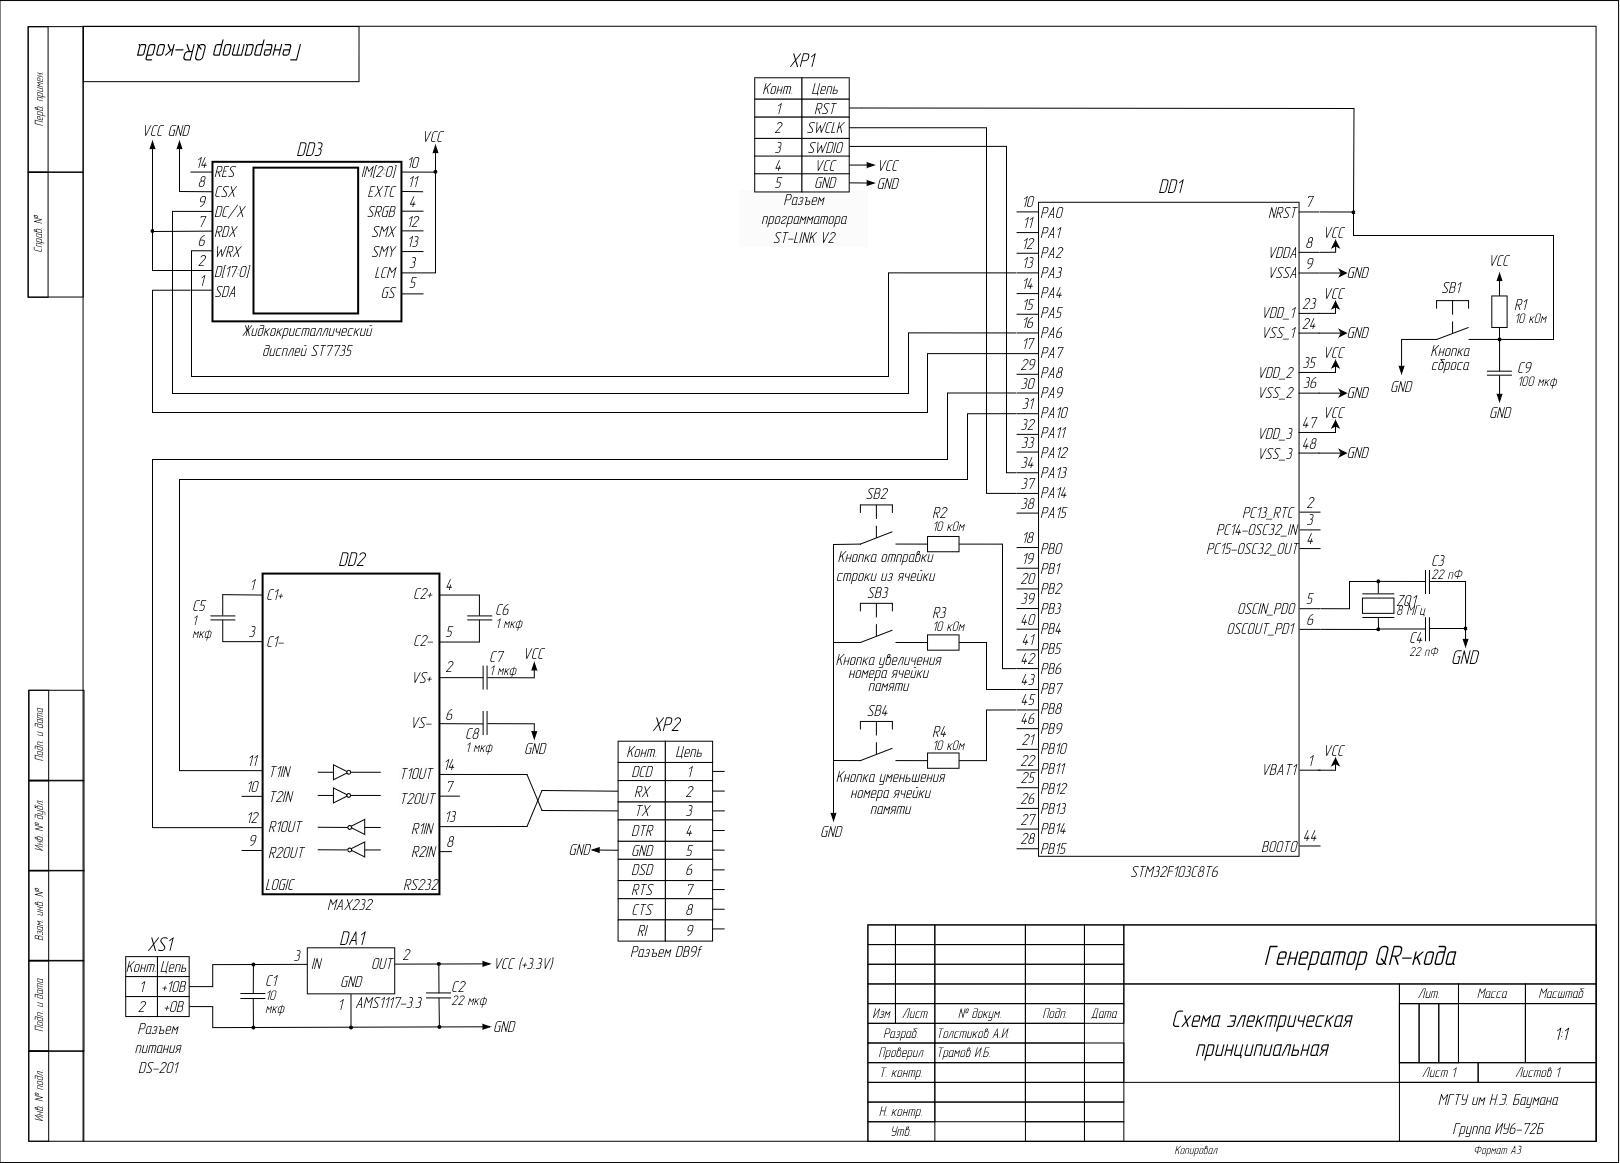 Генератор QR-кода
Перв. примен.
Справ. №
Подп. и дата
Инв. № дубл.
Взам. инв. №
Подп. и дата
Инв. № подл.
VCC GND
DD3
VCC
14 RES
8 CSX
9 DC/X
7 RDX
6 WRX
2 D[17:0]
1 SDA
IM[2:0] 10
EXTC 11
SRGB 4
SMX 12
SMY 13
LCM 3
GS 5
Жидкокристаллический
дисплей ST7735
XP1
Конт. Цепь
1 RST
2 SWCLK
3 SWDIO
4 VCC VCC
5 GND GND
Разъем
программатора
ST-LINK V2
DD1
10 PA0
11 PA1
12 PA2
13 PA3
14 PA4
15 PA5
16 PA6
17 PA7
29 PA8
30 PA9
31 PA10
32 PA11
33 PA12
34 PA13
37 PA14
38 PA15
18 PB0
19 PB1
20 PB2
39 PB3
40 PB4
41 PB5
42 PB6
43 PB7
45 PB8
46 PB9
21 PB10
22 PB11
25 PB12
26 PB13
27 PB14
28 PB15
NRST 7
VDDA 8 VCC
VSSA 9 GND
VDD_1 23 VCC
VSS_1 24 GND
VDD_2 35 VCC
VSS_2 36 GND
VDD_3 47 VCC
VSS_3 48 GND
PC13_RTC 2
PC14-OSC32_IN 3
PC15-OSC32_OUT 4
OSCIN_PD0 5
OSCOUT_PD1 6
VBAT1 1 VCC
BOOT0 44
STM32F103C8T6
VCC
SB1
R1
10 кОм
Кнопка
сброса
GND
C9
100 мкф
GND
C3
22 пФ
ZQ1
8 МГц
C4
22 пФ
GND
SB2
R2
10 кОм
Кнопка отправки
строки из ячейки
SB3
R3
10 кОм
Кнопка увеличения
номера ячейки
памяти
SB4
R4
10 кОм
Кнопка уменьшения
номера ячейки
памяти
GND
DD2
1 C1+
3 C1-
C5
1
мкф
C2+ 4
C2- 5
C6
1 мкф
VS+ 2
C7
1 мкф
VCC
VS- 6
C8
1 мкф
GND
11 T1IN
10 T2IN
12 R1OUT
9 R2OUT
T1OUT 14
T2OUT 7
R1IN 13
R2IN 8
LOGIC RS232
MAX232
XP2
Конт. Цепь
DCD 1
RX 2
TX 3
DTR 4
GND GND 5
DSD 6
RTS 7
CTS 8
RI 9
Разъем DB9f
XS1
Конт. Цепь
1 +10В
2 +0В
Разъем
питания
DS-201
DA1
3 IN OUT 2
GND
1 AMS1117-3.3
C1
10
мкф
C2
22 мкф
VCC (+3.3V)
GND
Генератор QR-кода
Схема электрическая
принципиальная
Лит. Масса Масштаб
1:1
Лист 1 Листов 1
МГТУ им Н.Э. Баумана
Группа ИУ6-72Б
Изм Лист № докум. Подп. Дата
Разраб. Толстиков А.И.
Проверил Трамов И.Б.
Т. контр.
Н. контр.
Утв.
Копировал Формат А3